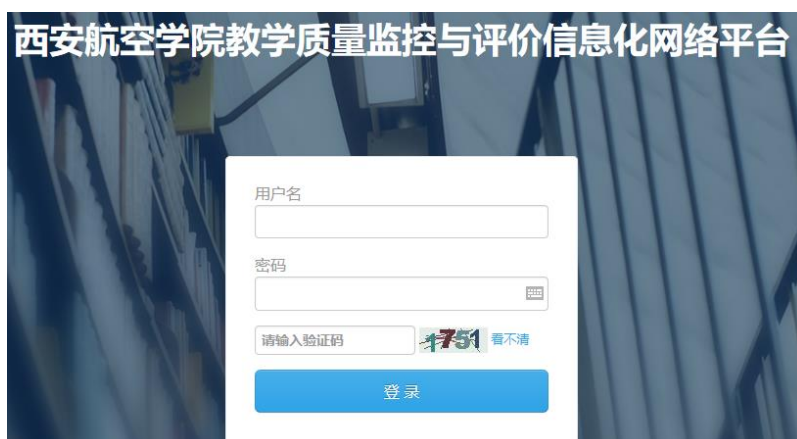 西安航空学院教学质量监控与评价信息化网络平台
用户名
密码
请输入验证码 1751 看不清
登录